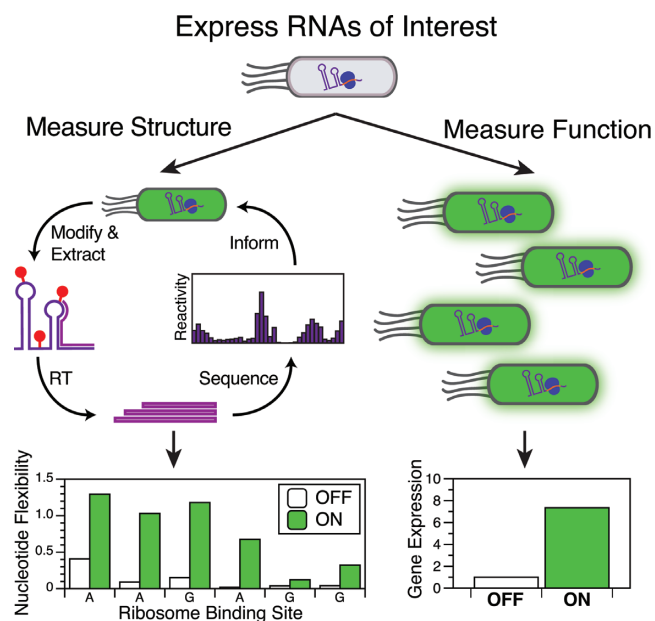 Express RNAs of Interest
Measure Structure
Measure Function
Modify &
Extract
Inform
Reactivity
RT
Sequence
Nucleotide Flexibility
1.5
1.0
0.5
0
OFF
ON
A A G A G G
Ribosome Binding Site
Gene Expression
10
8
6
4
2
0
OFF ON